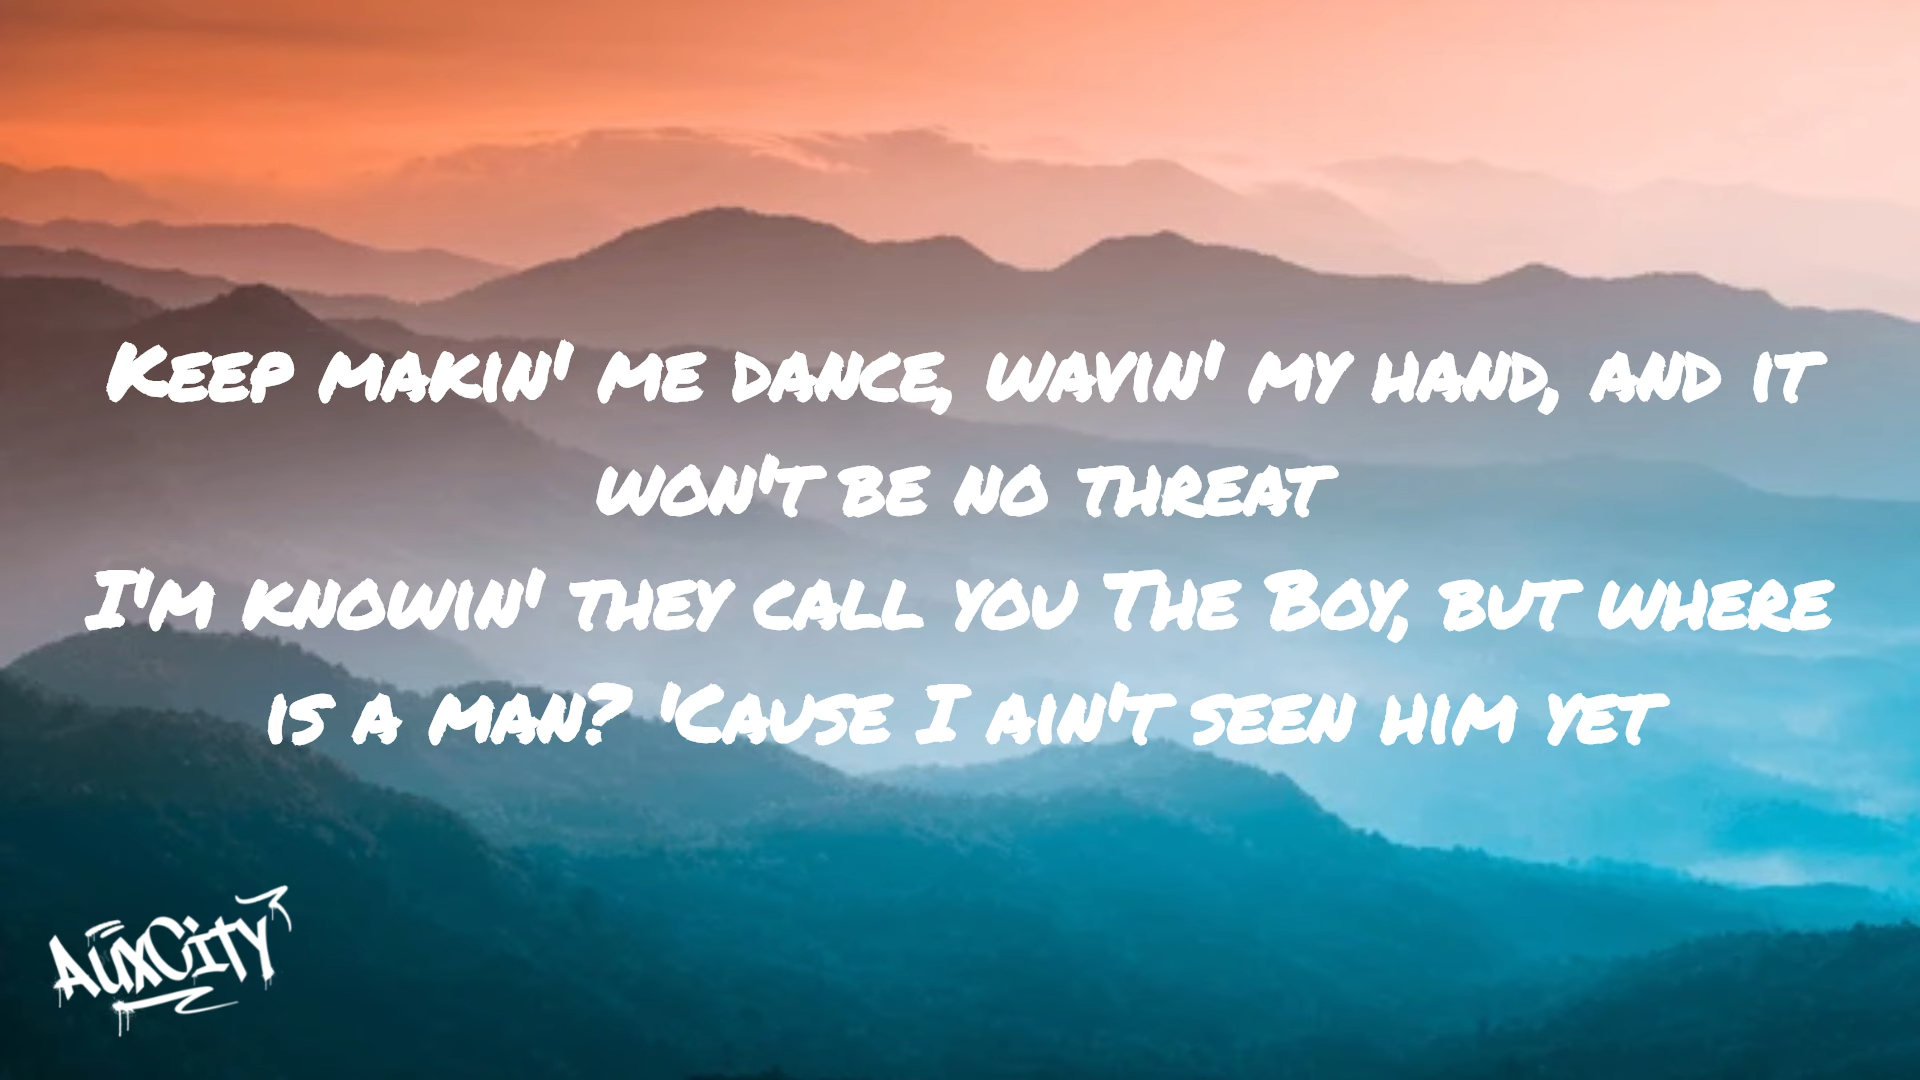 Keep makin' me dance, wavin' my hand, and it
won't be no threat
I'm knowin' they call you The Boy, but where
is a man? 'Cause I ain't seen him yet
AuxCity